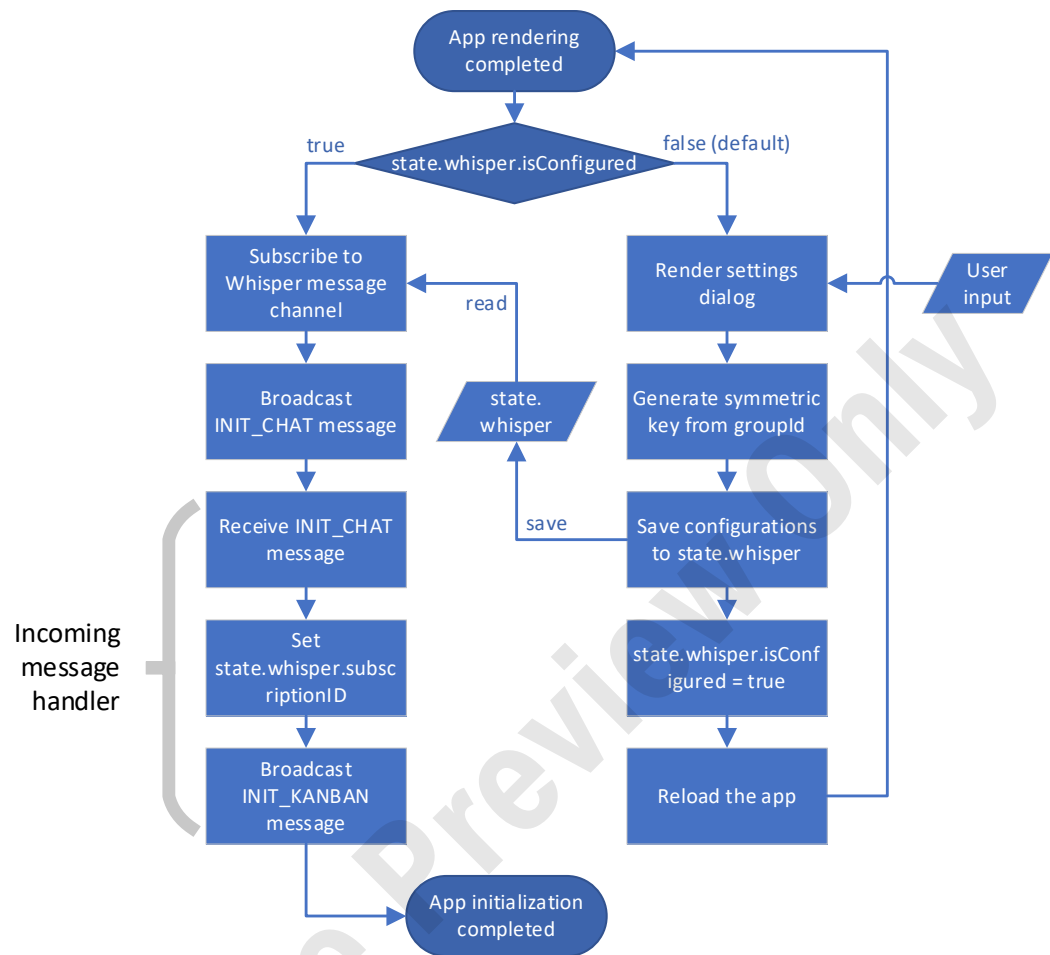 App rendering
completed
true
false (default)
state.whisper.isConfigured
Subscribe to
Whisper message
channel
Render settings
dialog
User
input
read
Broadcast
INIT_CHAT message
state.
whisper
Generate symmetric
key from groupId
save
Receive INIT_CHAT
message
Save configurations
to state.whisper
Incoming
message
handler
Set
state.whisper.subsc
riptionID
state.whisper.isConf
igured = true
Broadcast
INIT_KANBAN
message
Reload the app
App initialization
completed
Preview Only